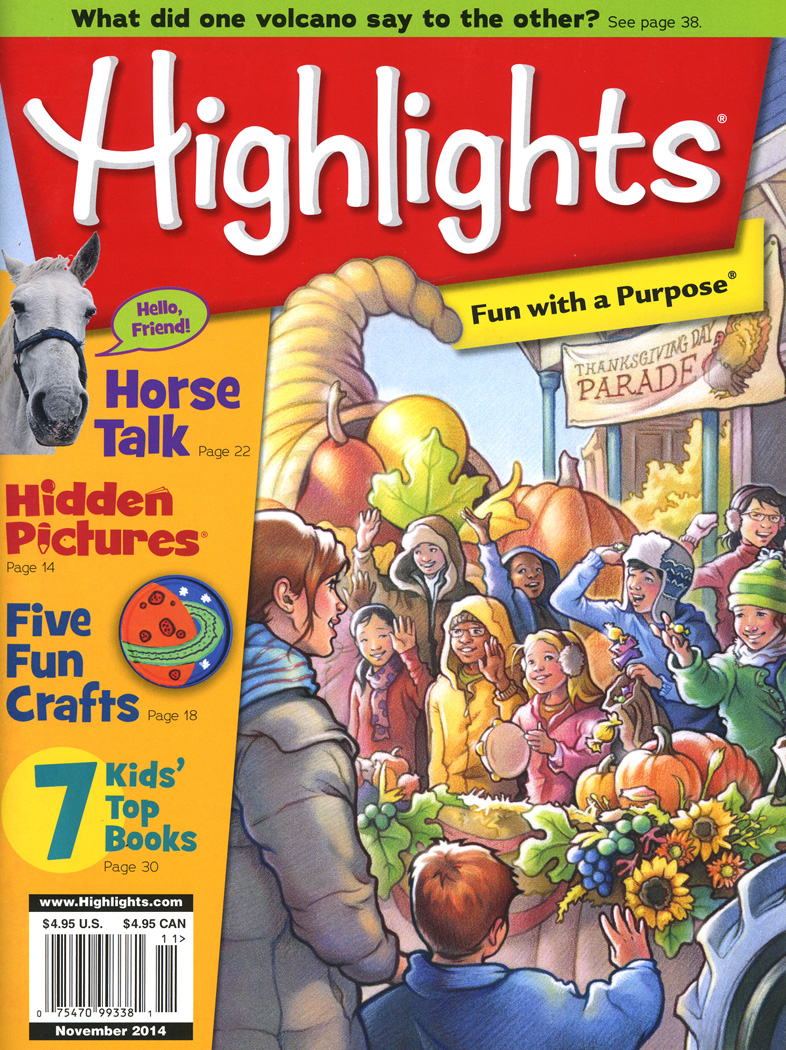 What did one volcano say to the other? See page 38.
Highlights®
Fun with a Purpose®
THANKSGIVING DAY
PARADE
Hello,
Friend!
Horse
Talk Page 22
Hidden
Pictures®
Page 14
Five
Fun
Crafts Page 18
7 Kids'
Top
Books
Page 30
www.Highlights.com
$4.95 U.S. $4.95 CAN
11>
0 75470 99338 1
November 2014